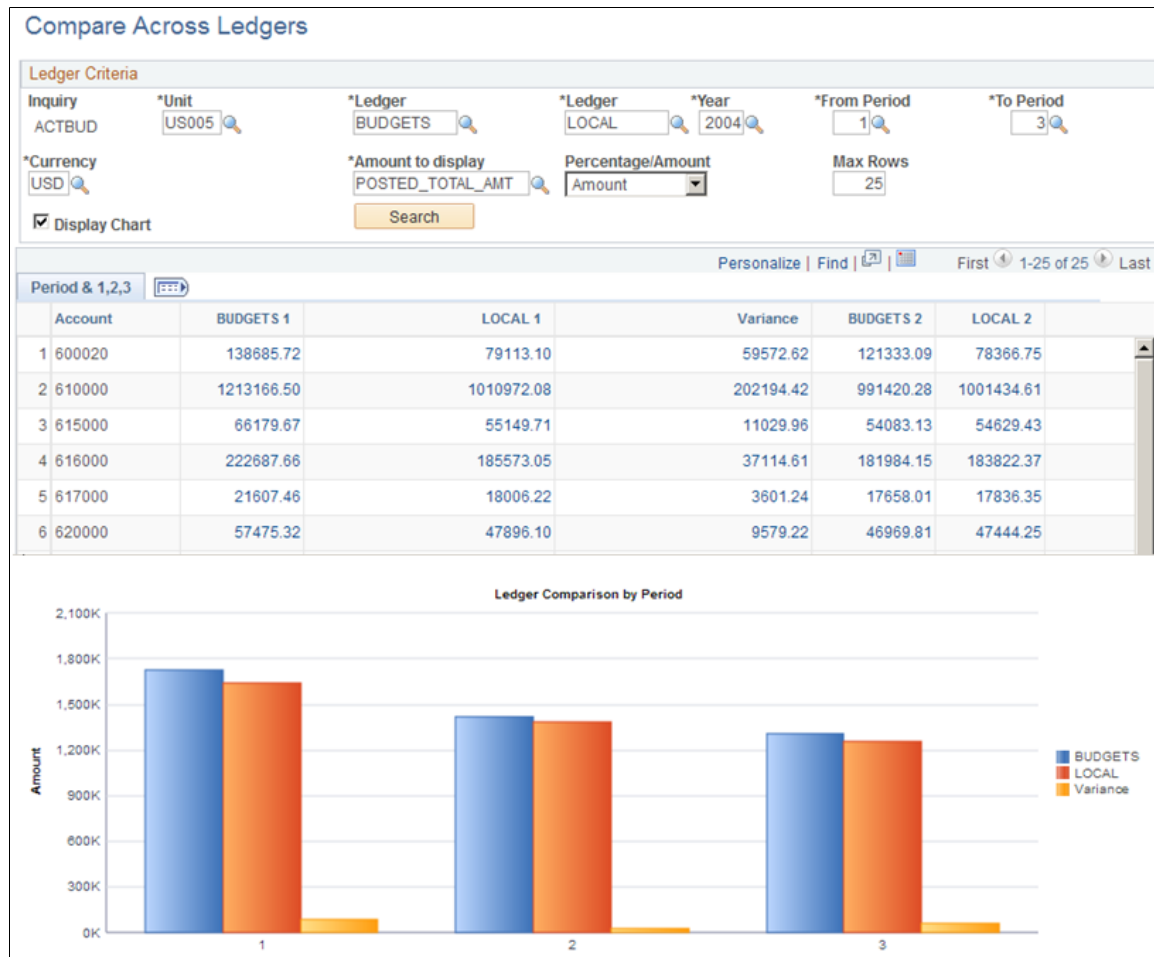 Compare Across Ledgers
Ledger Criteria
Inquiry *Unit *Ledger *Ledger *Year *From Period *To Period
ACTBUD US005 BUDGETS LOCAL 2004 1 3
*Currency *Amount to display Percentage/Amount Max Rows
USD POSTED_TOTAL_AMT Amount 25
Display Chart Search
Personalize | Find | | First 1-25 of 25 Last
Period & 1,2,3
Account BUDGETS 1 LOCAL 1 Variance BUDGETS 2 LOCAL 2
1 600020 138685.72 79113.10 59572.62 121333.09 78366.75
2 610000 1213166.50 1010972.08 202194.42 991420.28 1001434.61
3 615000 66179.67 55149.71 11029.96 54083.13 54629.43
4 616000 222687.66 185573.05 37114.61 181984.15 183822.37
5 617000 21607.46 18006.22 3601.24 17658.01 17836.35
6 620000 57475.32 47896.10 9579.22 46969.81 47444.25
Ledger Comparison by Period
2,100K
1,800K
1,500K
1,200K
900K
600K
300K
0K
Amount
1 2 3
BUDGETS
LOCAL
Variance